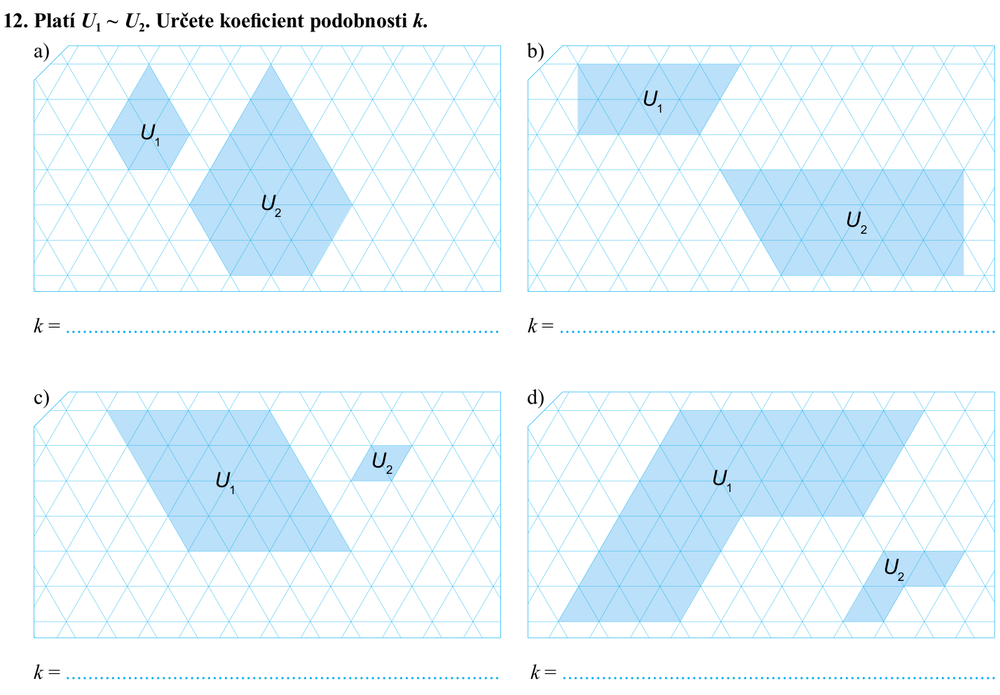 12. Platí U₁ ~ U₂. Určete koeficient podobnosti k.
a)
U₁
U₂
k =
b)
U₁
U₂
k =
c)
U₁
U₂
k =
d)
U₁
U₂
k =